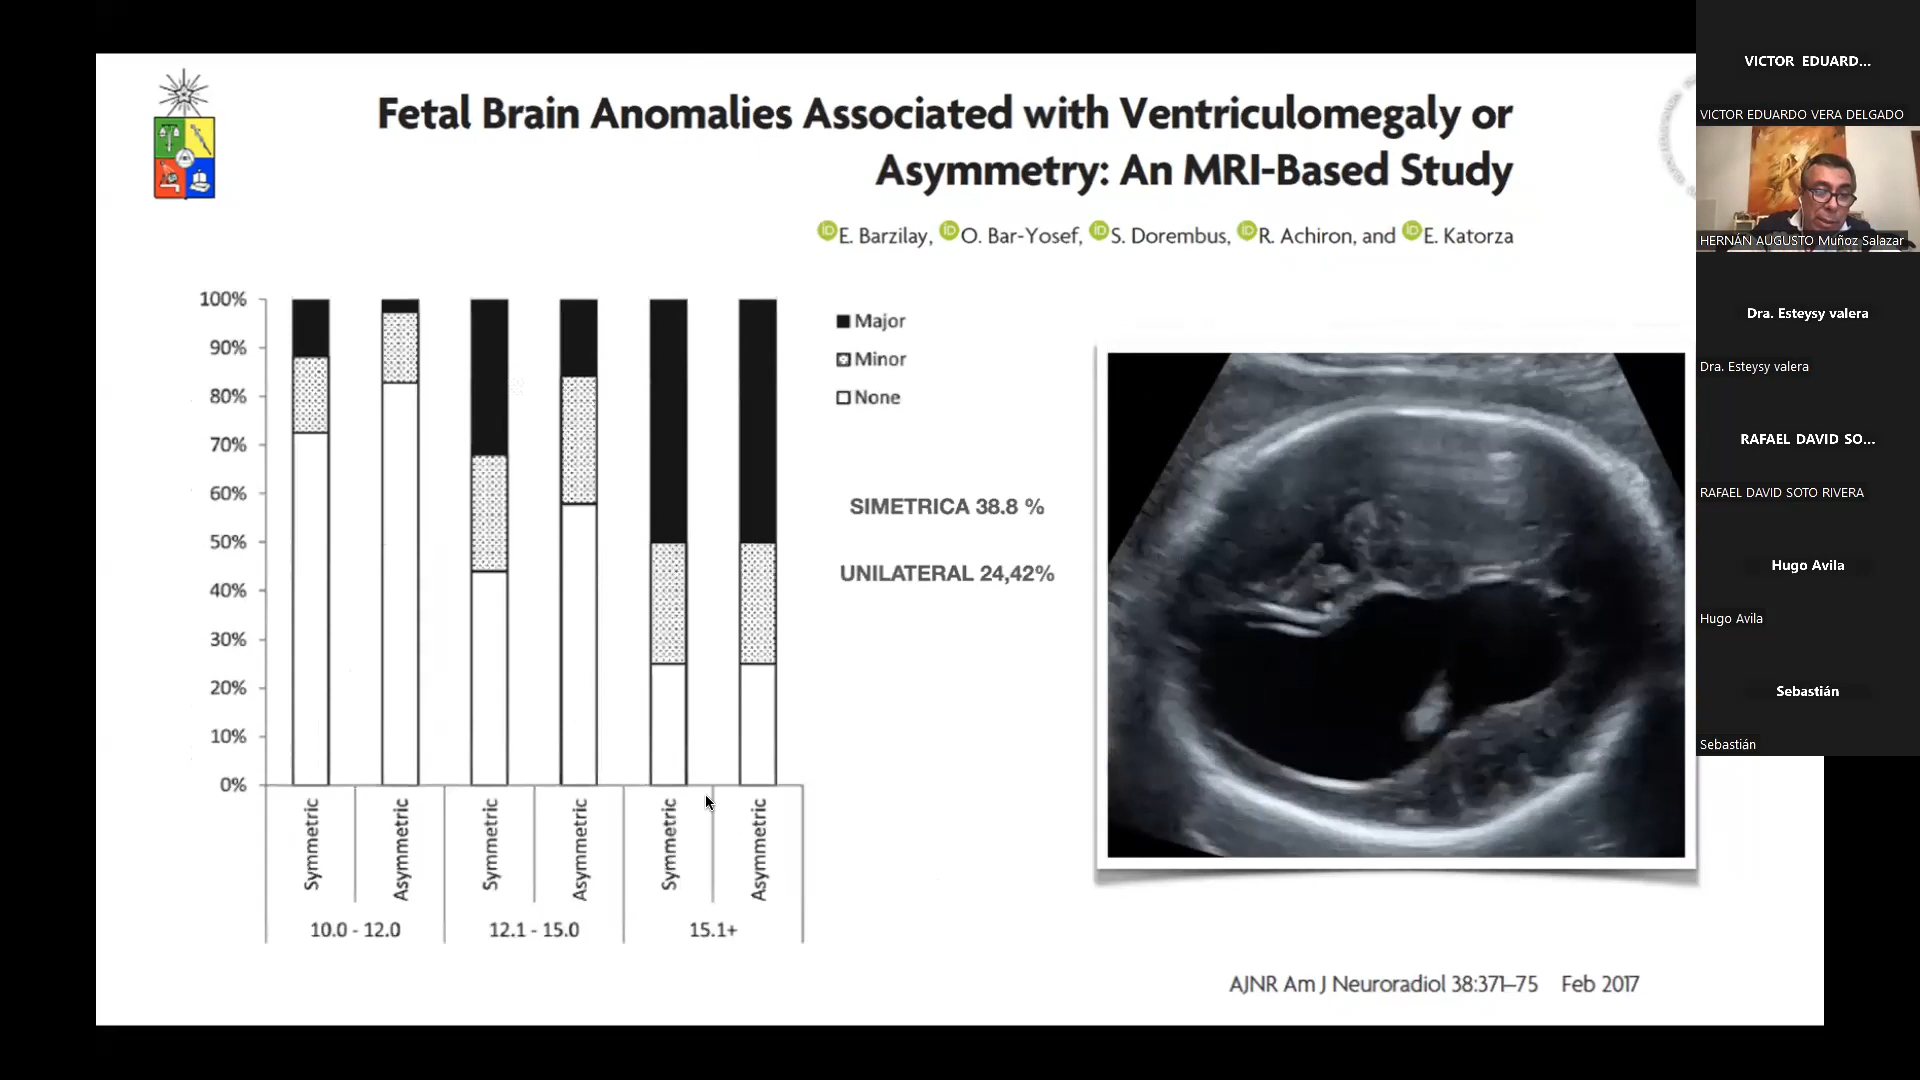 Fetal Brain Anomalies Associated with Ventriculomegaly or
Asymmetry: An MRI-Based Study
E. Barzilay, O. Bar-Yosef, S. Dorembus, R. Achiron, and E. Katorza
100%
90%
80%
70%
60%
50%
40%
30%
20%
10%
0%
Symmetric
Asymmetric
Symmetric
Asymmetric
Symmetric
Asymmetric
10.0 - 12.0
12.1 - 15.0
15.1+
Major
Minor
None
SIMETRICA 38.8 %
UNILATERAL 24,42%
AJNR Am J Neuroradiol 38:371–75 Feb 2017
VICTOR EDUARD...
VICTOR EDUARDO VERA DELGADO
HERNÁN AUGUSTO Muñoz Salazar
Dra. Esteysy valera
Dra. Esteysy valera
RAFAEL DAVID SO...
RAFAEL DAVID SOTO RIVERA
Hugo Avila
Hugo Avila
Sebastián
Sebastián